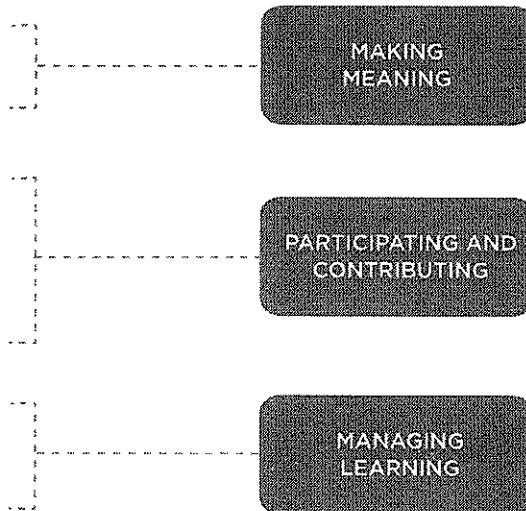 MAKING
MEANING
PARTICIPATING AND
CONTRIBUTING
MANAGING
LEARNING